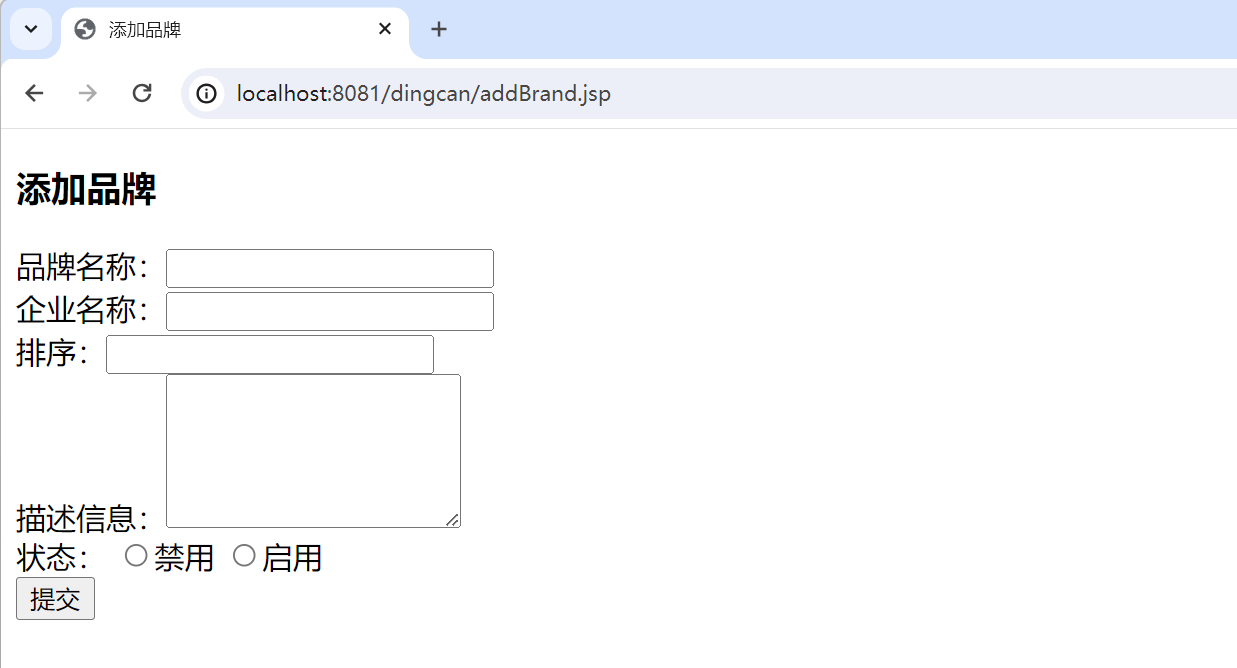 添加品牌
localhost:8081/dingcan/addBrand.jsp
添加品牌
品牌名称：
企业名称：
排序：
描述信息：
状态： 禁用 启用
提交